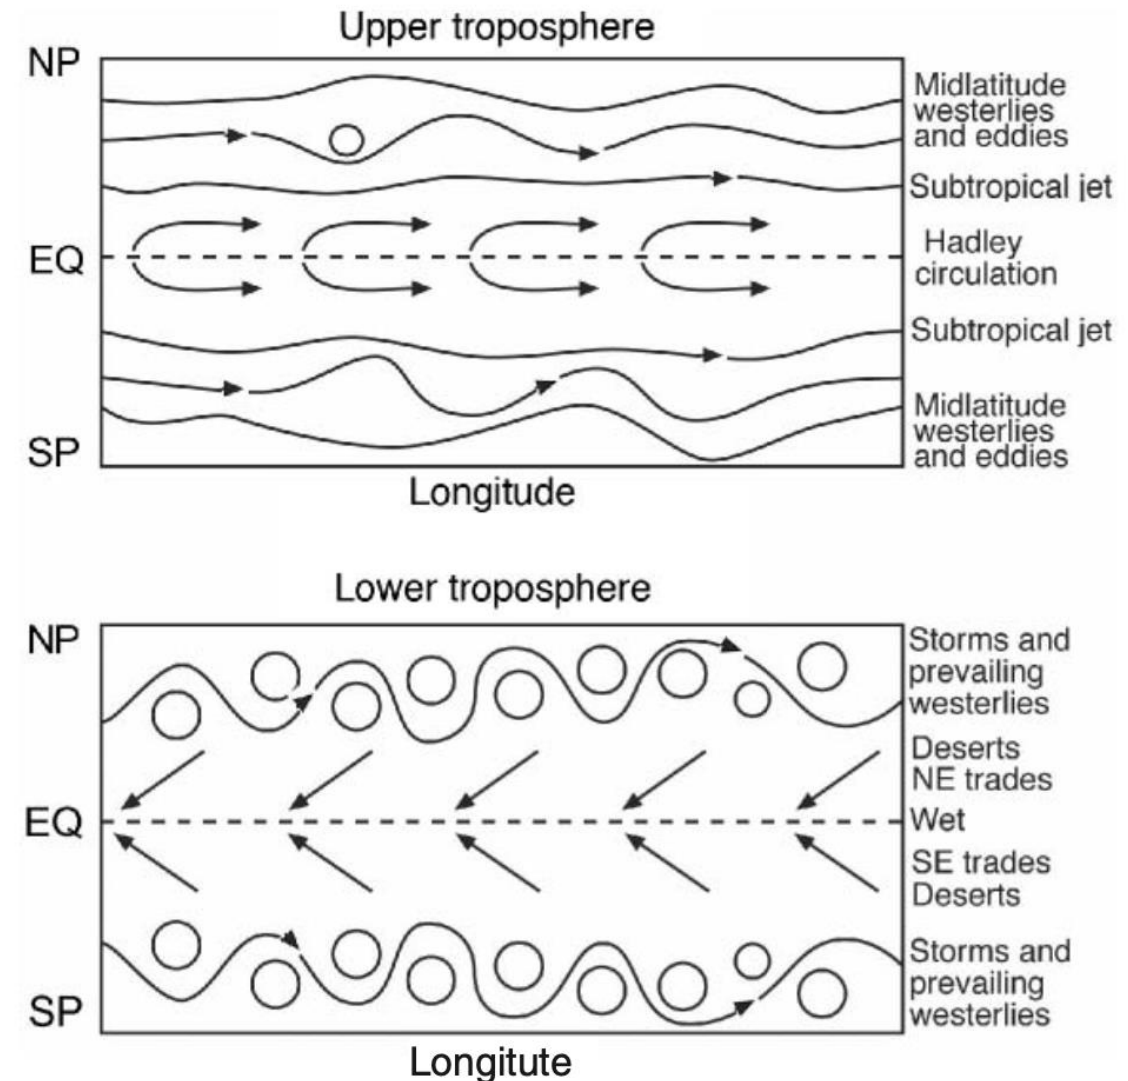 Upper troposphere
NP
Midlatitude
westerlies
and eddies
Subtropical jet
EQ
Hadley
circulation
Subtropical jet
Midlatitude
westerlies
and eddies
SP
Longitude
Lower troposphere
NP
Storms and
prevailing
westerlies
Deserts
NE trades
EQ
Wet
SE trades
Deserts
Storms and
prevailing
westerlies
SP
Longitute